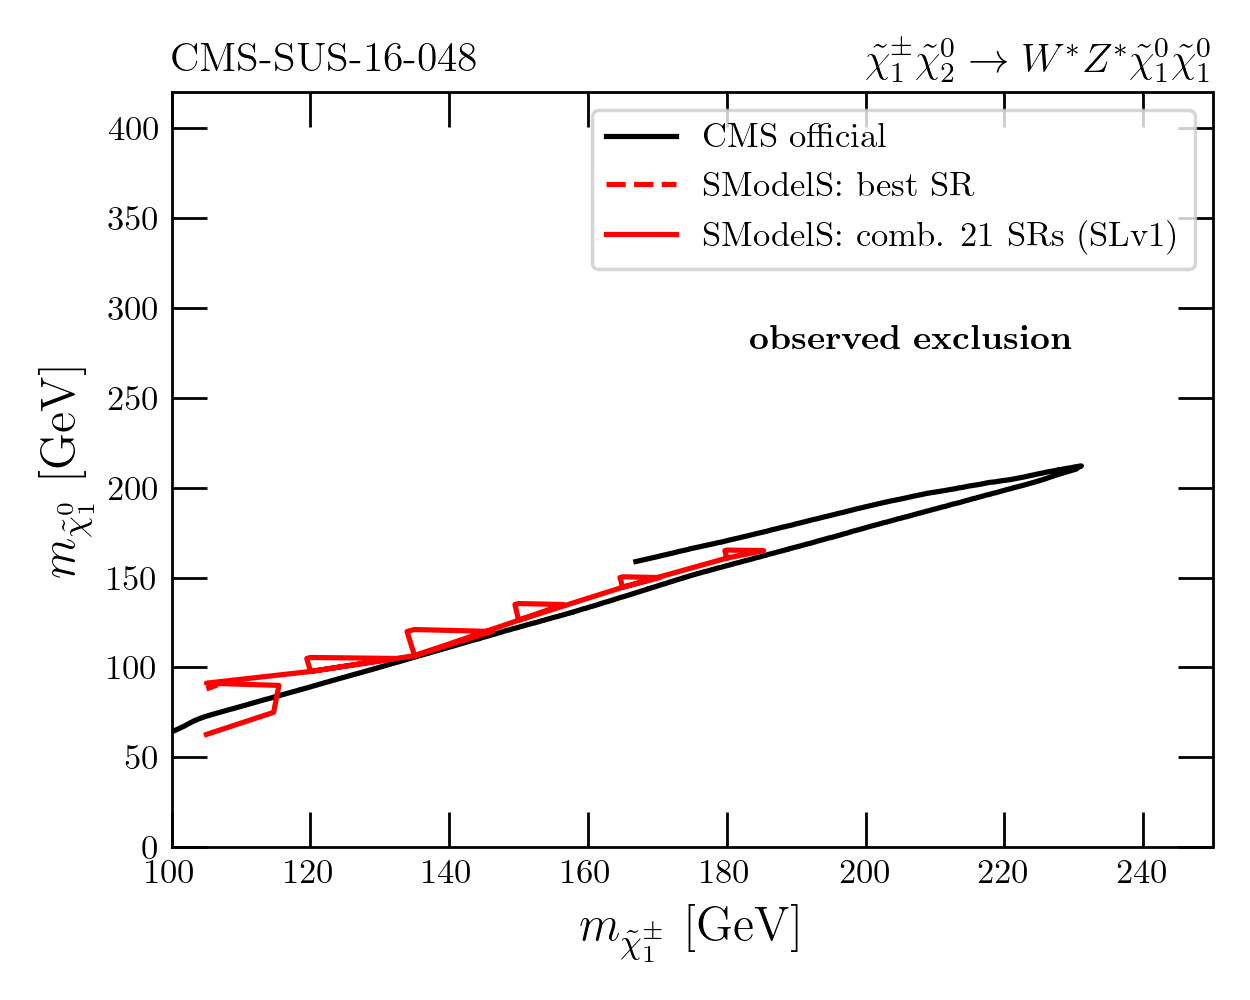 CMS-SUS-16-048
χ̃₁^± χ̃₂^0 → W*Z*χ̃₁^0 χ̃₁^0
CMS official
SModelS: best SR
SModelS: comb. 21 SRs (SLv1)
observed exclusion
400
350
300
250
200
150
100
50
0
m_χ̃₁^0 [GeV]
100 120 140 160 180 200 220 240
m_χ̃₁^± [GeV]